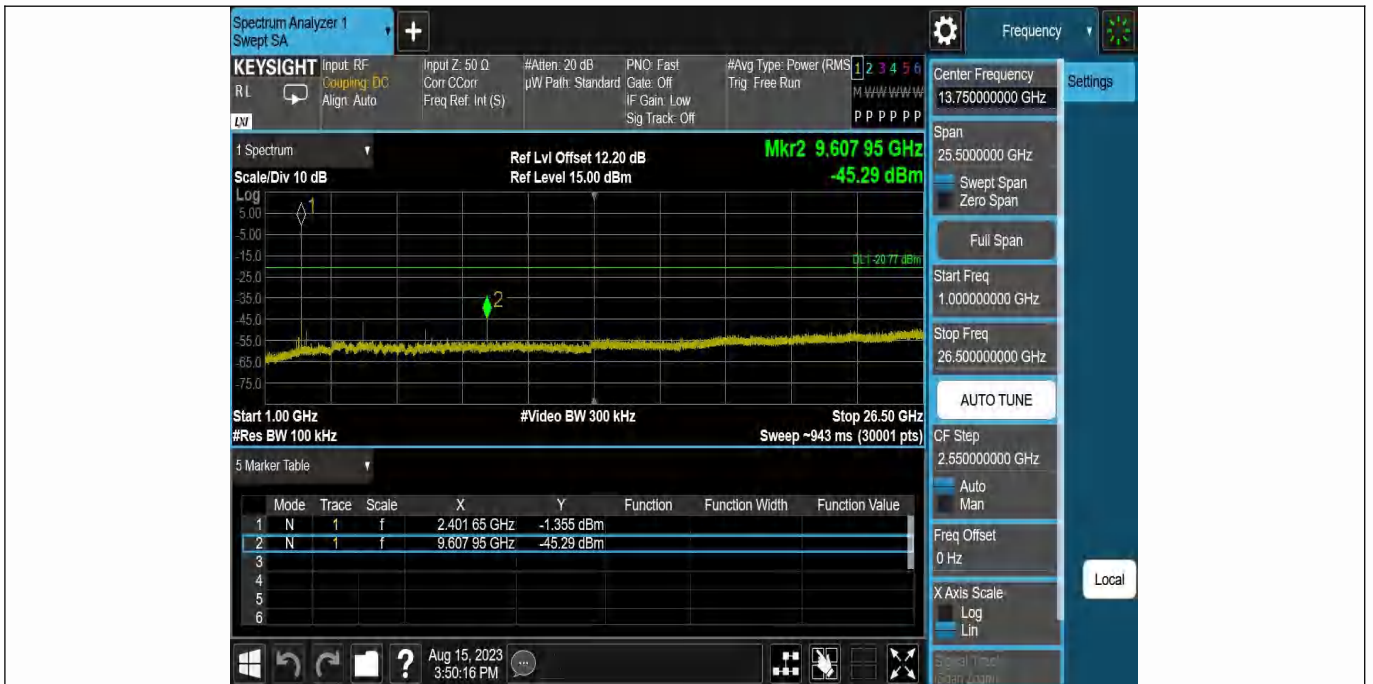 Spectrum Analyzer 1
Swept SA
+
Frequency
KEYSIGHT
RL
LXI
Input: RF
Coupling: DC
Align: Auto
Input Z: 50 Ω
Corr CCorr
Freq Ref: Int (S)
#Atten: 20 dB
µW Path: Standard
PNO: Fast
Gate: Off
IF Gain: Low
Sig Track: Off
#Avg Type: Power (RMS
Trig: Free Run
1 2 3 4 5 6
M W W W W W
P P P P P P
1 Spectrum
Scale/Div 10 dB
Ref Lvl Offset 12.20 dB
Ref Level 15.00 dBm
Mkr2 9.607 95 GHz
-45.29 dBm
Log
5.00
-5.00
-15.0
-25.0
-35.0
-45.0
-55.0
-65.0
-75.0
1
2
DL1 -20.77 dBm
Start 1.00 GHz
#Video BW 300 kHz
Stop 26.50 GHz
#Res BW 100 kHz
Sweep ~943 ms (30001 pts)
5 Marker Table
Mode Trace Scale X Y Function Function Width Function Value
1 N 1 f 2.401 65 GHz -1.355 dBm
2 N 1 f 9.607 95 GHz -45.29 dBm
3
4
5
6
Aug 15, 2023
3:50:16 PM
Center Frequency
13.750000000 GHz
Settings
Span
25.5000000 GHz
Swept Span
Zero Span
Full Span
Start Freq
1.000000000 GHz
Stop Freq
26.500000000 GHz
AUTO TUNE
CF Step
2.550000000 GHz
Auto
Man
Freq Offset
0 Hz
X Axis Scale
Log
Lin
Local
Signal Track
(Span Zoom)